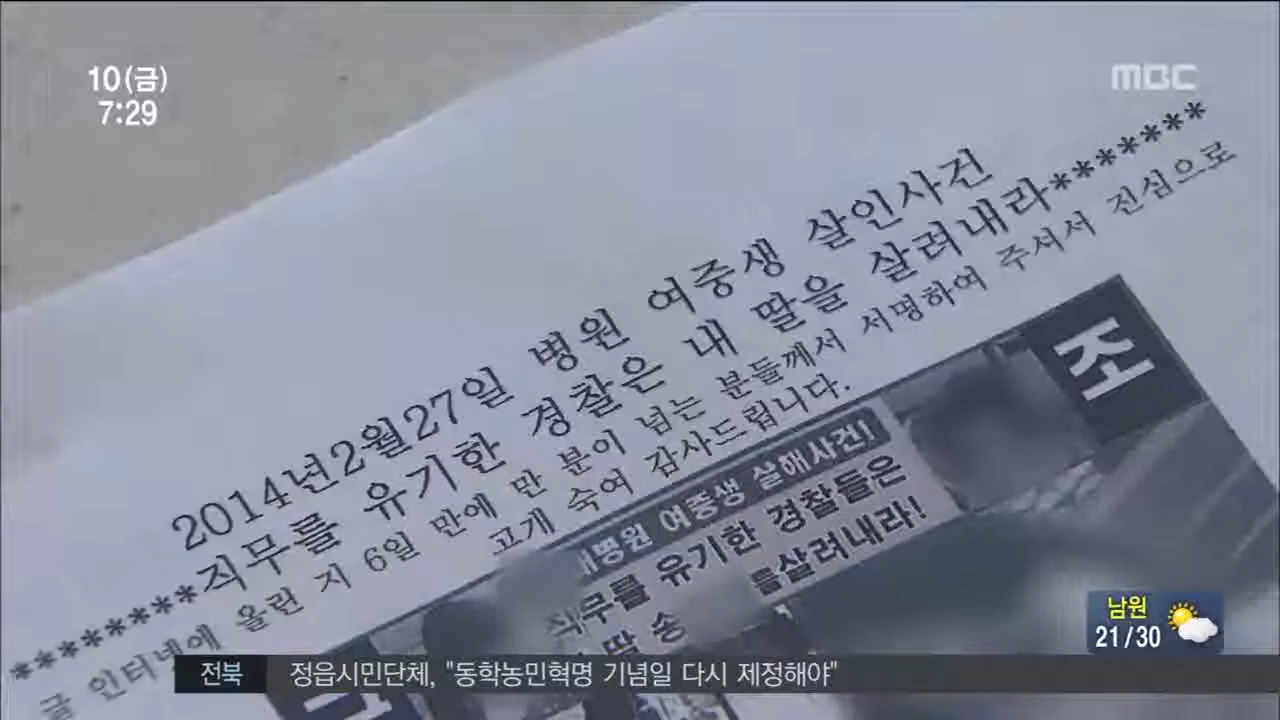 10(금)
7:29
MBC
2014년2월27일 병원 여중생 살인사건
********직무를 유기한 경찰은 내 딸을 살려내라*******
글 인터넷에 올린 지 6일 만에 만 분이 넘는 분들께서 서명하여 주셔서 진심으로
고개 숙여 감사드립니다.
조
병원 여중생 살해사건!
직무를 유기한 경찰들은
딸 송 를살려내라!
남원
21/30
전북 정읍시민단체, "동학농민혁명 기념일 다시 제정해야"